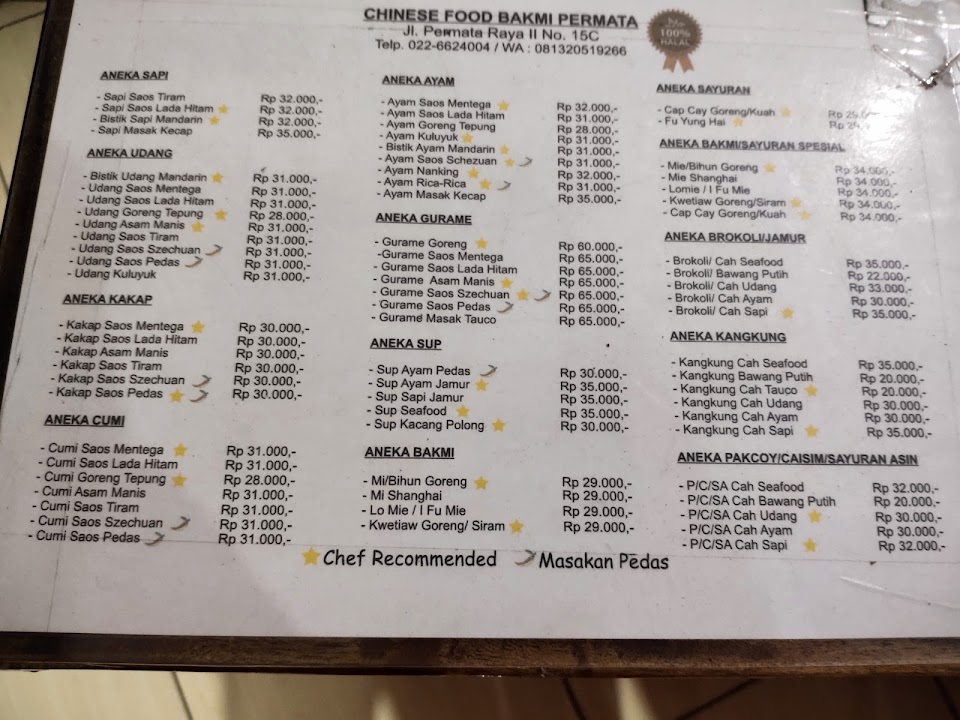 CHINESE FOOD BAKMI PERMATA
Jl. Permata Raya II No. 15C
Telp. 022-6624004 / WA : 081320519266
100%
HALAL
ANEKA SAPI
- Sapi Saos Tiram Rp 32.000,-
- Sapi Saos Lada Hitam Rp 32.000,-
- Bistik Sapi Mandarin Rp 32.000,-
- Sapi Masak Kecap Rp 35.000,-
ANEKA UDANG
- Bistik Udang Mandarin Rp 31.000,-
- Udang Saos Mentega Rp 31.000,-
- Udang Saos Lada Hitam Rp 31.000,-
- Udang Goreng Tepung Rp 28.000,-
- Udang Asam Manis Rp 31.000,-
- Udang Saos Tiram Rp 31.000,-
- Udang Saos Szechuan Rp 31.000,-
- Udang Saos Pedas Rp 31.000,-
- Udang Kuluyuk Rp 31.000,-
ANEKA KAKAP
- Kakap Saos Mentega Rp 30.000,-
- Kakap Saos Lada Hitam Rp 30.000,-
- Kakap Asam Manis Rp 30.000,-
- Kakap Saos Tiram Rp 30.000,-
- Kakap Saos Szechuan Rp 30.000,-
- Kakap Saos Pedas Rp 30.000,-
ANEKA CUMI
- Cumi Saos Mentega Rp 31.000,-
- Cumi Saos Lada Hitam Rp 31.000,-
- Cumi Goreng Tepung Rp 28.000,-
- Cumi Asam Manis Rp 31.000,-
- Cumi Saos Tiram Rp 31.000,-
- Cumi Saos Szechuan Rp 31.000,-
- Cumi Saos Pedas Rp 31.000,-
ANEKA AYAM
- Ayam Saos Mentega Rp 32.000,-
- Ayam Saos Lada Hitam Rp 31.000,-
- Ayam Goreng Tepung Rp 28.000,-
- Ayam Kuluyuk Rp 31.000,-
- Bistik Ayam Mandarin Rp 31.000,-
- Ayam Saos Schezuan Rp 31.000,-
- Ayam Nanking Rp 32.000,-
- Ayam Rica-Rica Rp 31.000,-
- Ayam Masak Kecap Rp 35.000,-
ANEKA GURAME
- Gurame Goreng Rp 60.000,-
-Gurame Saos Mentega Rp 65.000,-
- Gurame Saos Lada Hitam Rp 65.000,-
- Gurame Asam Manis Rp 65.000,-
- Gurame Saos Szechuan Rp 65.000,-
- Gurame Saos Pedas Rp 65.000,-
- Gurame Masak Tauco Rp 65.000,-
ANEKA SUP
- Sup Ayam Pedas Rp 30.000,-
- Sup Ayam Jamur Rp 35.000,-
- Sup Sapi Jamur Rp 35.000,-
- Sup Seafood Rp 35.000,-
- Sup Kacang Polong Rp 30.000,-
ANEKA BAKMI
- Mi/Bihun Goreng Rp 29.000,-
- Mi Shanghai Rp 29.000,-
- Lo Mie / I Fu Mie Rp 29.000,-
- Kwetiaw Goreng/ Siram Rp 29.000,-
ANEKA SAYURAN
- Cap Cay Goreng/Kuah Rp
- Fu Yung Hai Rp
ANEKA BAKMI/SAYURAN SPESIAL
- Mie/Bihun Goreng Rp 34.000,-
- Mie Shanghai Rp 34.000,-
- Lomie / I Fu Mie Rp 34.000,-
- Kwetiaw Goreng/Siram Rp 34.000,-
- Cap Cay Goreng/Kuah Rp 34.000,-
ANEKA BROKOLI/JAMUR
- Brokoli/ Cah Seafood Rp 35.000,-
- Brokoli/ Bawang Putih Rp 22.000,-
- Brokoli/ Cah Udang Rp 33.000,-
- Brokoli/ Cah Ayam Rp 30.000,-
- Brokoli/ Cah Sapi Rp 35.000,-
ANEKA KANGKUNG
- Kangkung Cah Seafood Rp 35.000,-
- Kangkung Bawang Putih Rp 20.000,-
- Kangkung Cah Tauco Rp 20.000,-
- Kangkung Cah Udang Rp 30.000,-
- Kangkung Cah Ayam Rp 30.000,-
- Kangkung Cah Sapi Rp 35.000,-
ANEKA PAKCOY/CAISIM/SAYURAN ASIN
- P/C/SA Cah Seafood Rp 32.000,-
- P/C/SA Cah Bawang Putih Rp 20.000,-
- P/C/SA Cah Udang Rp 30.000,-
- P/C/SA Cah Ayam Rp 30.000,-
- P/C/SA Cah Sapi Rp 32.000,-
Chef Recommended Masakan Pedas